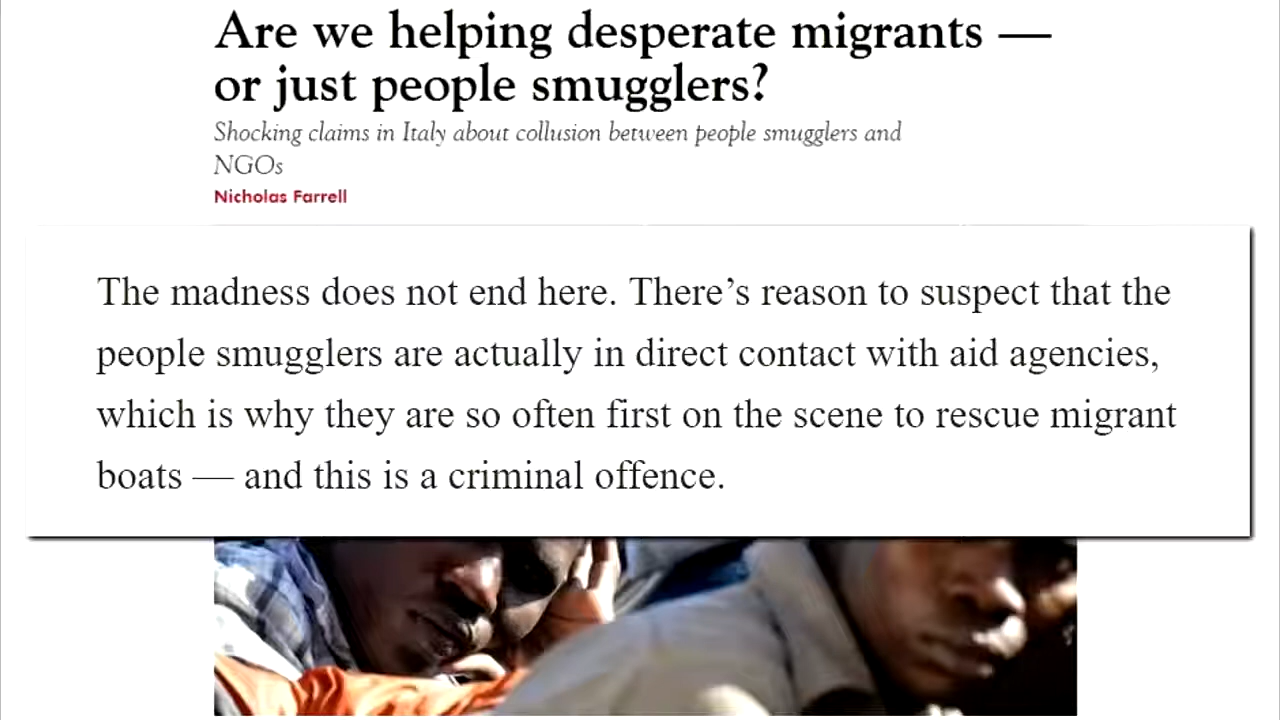 Are we helping desperate migrants —
or just people smugglers?
Shocking claims in Italy about collusion between people smugglers and
NGOs
Nicholas Farrell
The madness does not end here. There’s reason to suspect that the
people smugglers are actually in direct contact with aid agencies,
which is why they are so often first on the scene to rescue migrant
boats — and this is a criminal offence.